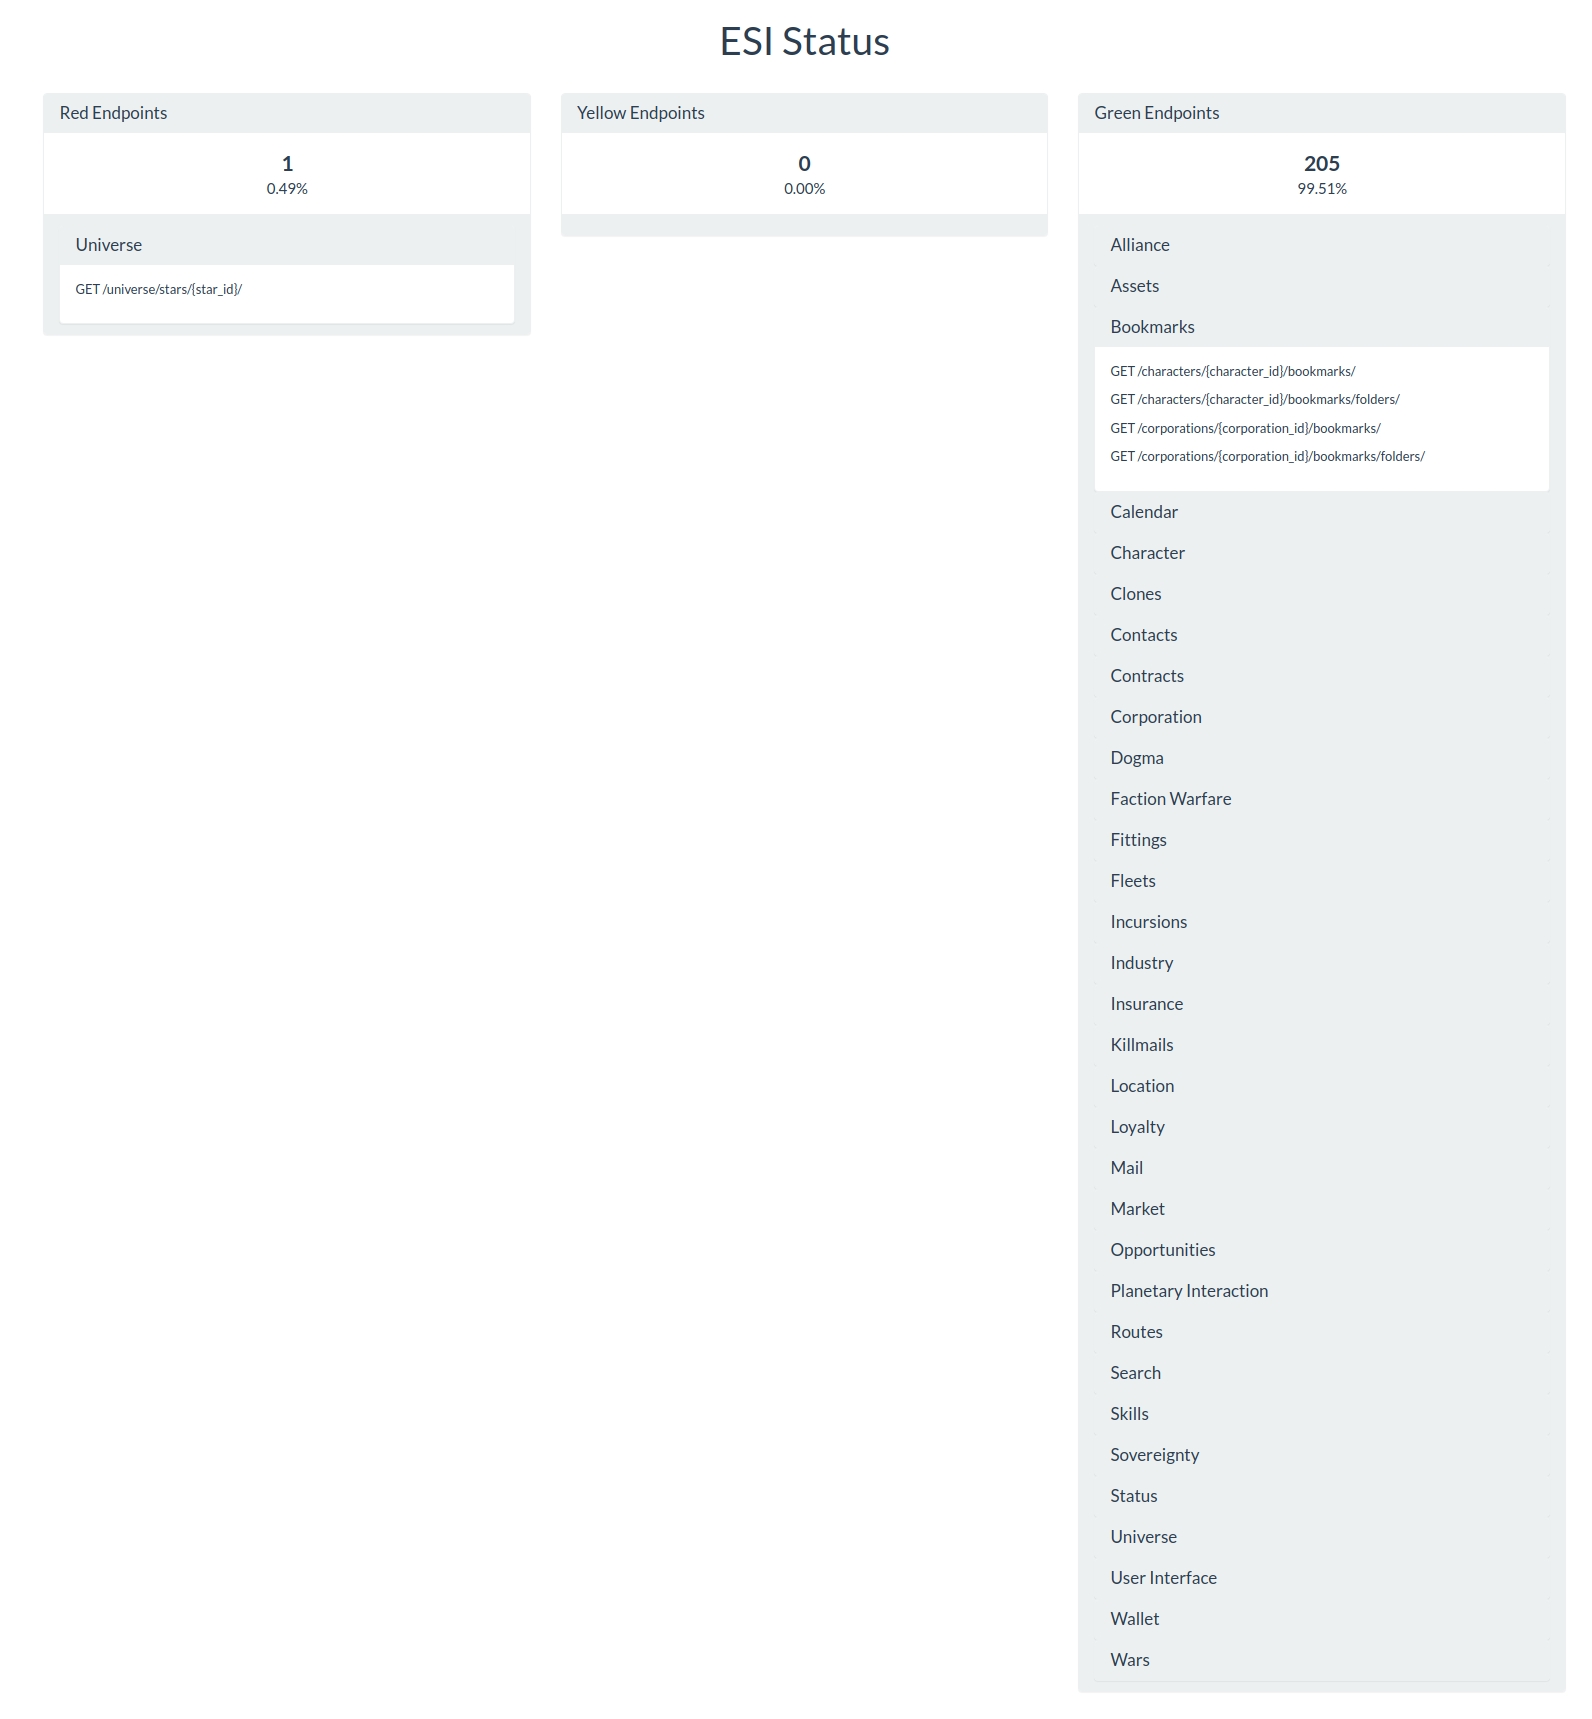 ESI Status
Red Endpoints
1
0.49%
Universe
GET /universe/stars/{star_id}/
Yellow Endpoints
0
0.00%
Green Endpoints
205
99.51%
Alliance
Assets
Bookmarks
GET /characters/{character_id}/bookmarks/
GET /characters/{character_id}/bookmarks/folders/
GET /corporations/{corporation_id}/bookmarks/
GET /corporations/{corporation_id}/bookmarks/folders/
Calendar
Character
Clones
Contacts
Contracts
Corporation
Dogma
Faction Warfare
Fittings
Fleets
Incursions
Industry
Insurance
Killmails
Location
Loyalty
Mail
Market
Opportunities
Planetary Interaction
Routes
Search
Skills
Sovereignty
Status
Universe
User Interface
Wallet
Wars